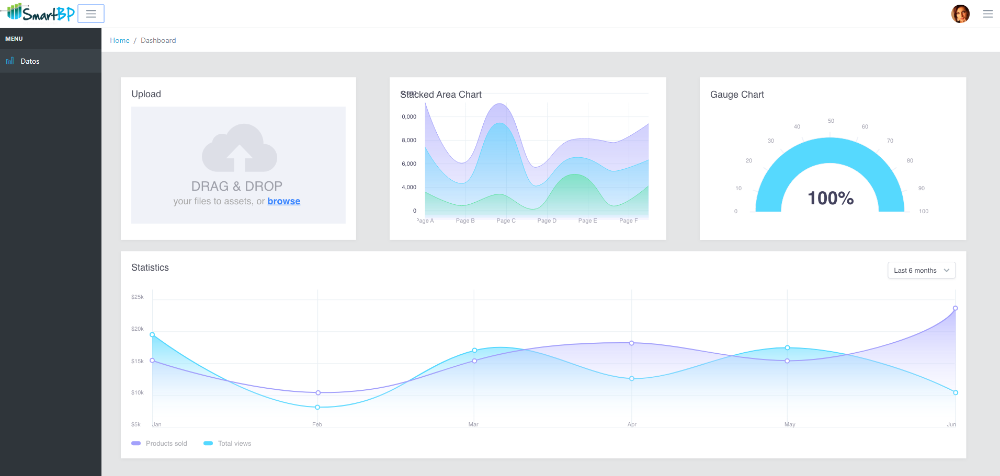 SmartBP
MENU
Datos
Home / Dashboard
Upload
DRAG & DROP
your files to assets, or browse
Stacked Area Chart
0,000
8,000
6,000
4,000
0
Page A
Page B
Page C
Page D
Page E
Page F
Gauge Chart
0
10
20
30
40
50
60
70
80
90
100
100%
Statistics
Last 6 months
$25k
$20k
$15k
$10k
$5k
Jan
Feb
Mar
Apr
May
Jun
Products sold
Total views